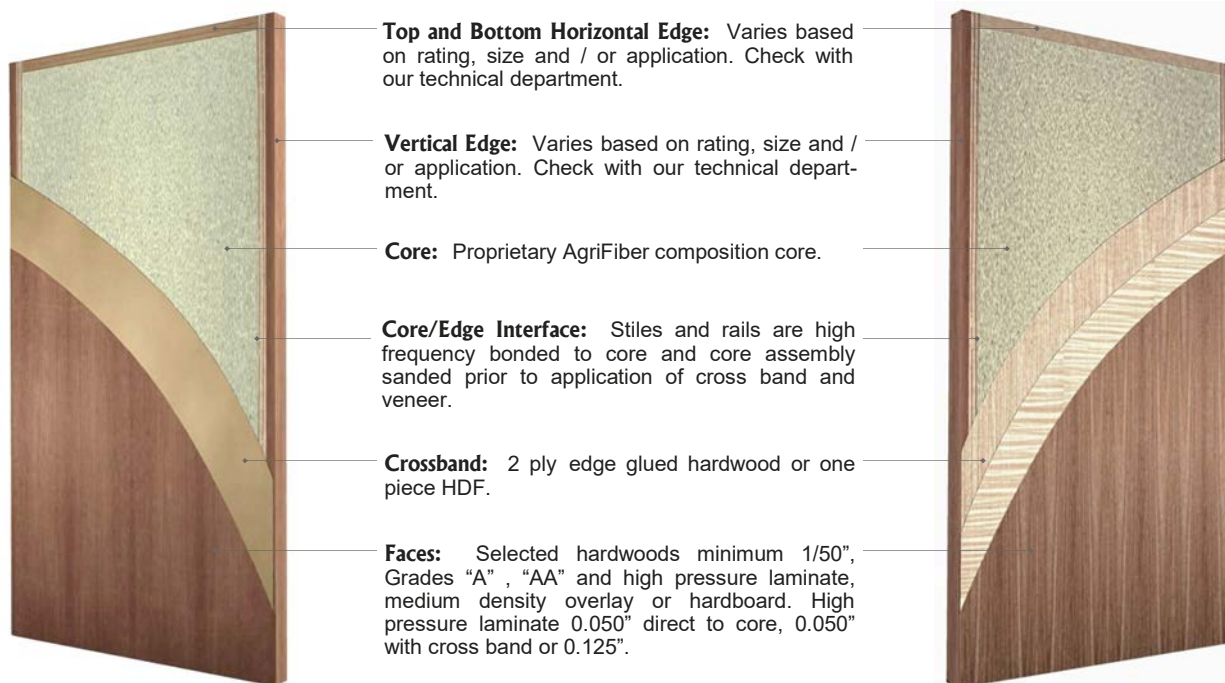 Top and Bottom Horizontal Edge: Varies based
on rating, size and / or application. Check with
our technical department.
Vertical Edge: Varies based on rating, size and /
or application. Check with our technical depart-
ment.
Core: Proprietary AgriFiber composition core.
Core/Edge Interface: Stiles and rails are high
frequency bonded to core and core assembly
sanded prior to application of cross band and
veneer.
Crossband: 2 ply edge glued hardwood or one
piece HDF.
Faces: Selected hardwoods minimum 1/50”,
Grades “A” , “AA” and high pressure laminate,
medium density overlay or hardboard. High
pressure laminate 0.050” direct to core, 0.050”
with cross band or 0.125”.